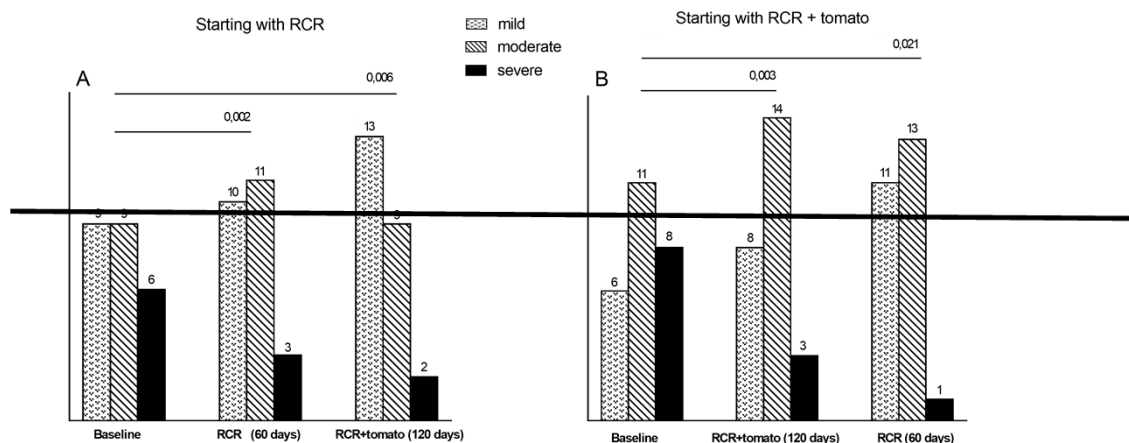 Starting with RCR
mild
moderate
severe
Starting with RCR + tomato
A
0,006
0,002
6
10
11
3
13
2
Baseline
RCR (60 days)
RCR+tomato (120 days)
B
0,021
0,003
6
11
8
8
14
3
11
13
1
Baseline
RCR+tomato (120 days)
RCR (60 days)